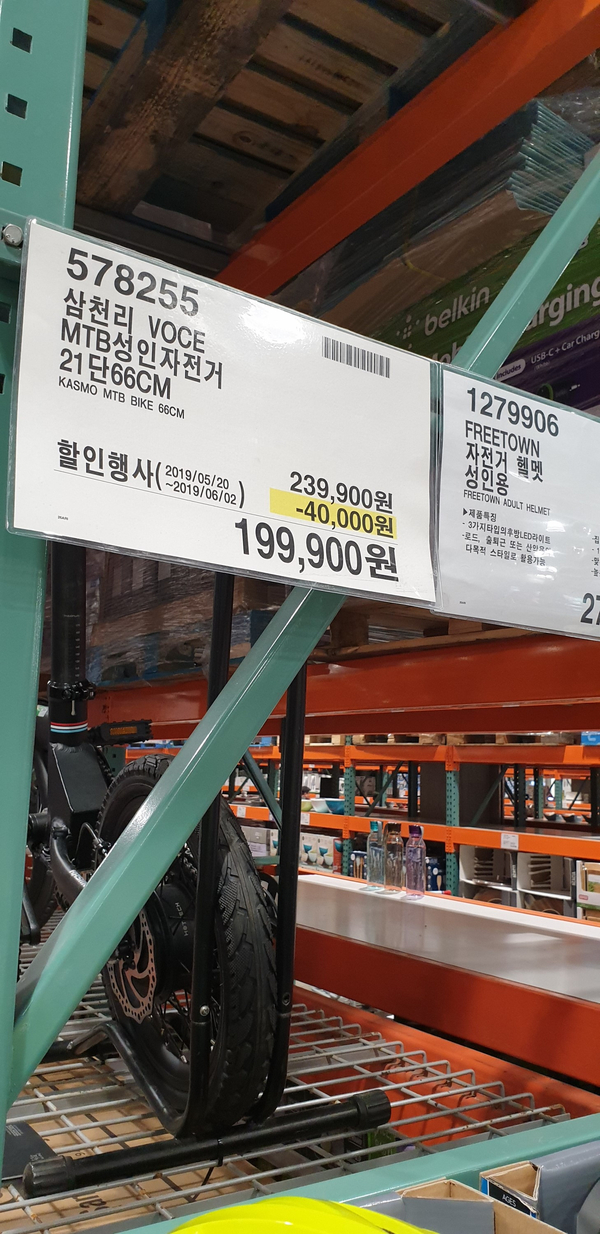 578255
삼천리 VOCE
MTB성인자전거
21단66CM
KASMO MTB BIKE 66CM
할인행사(2019/05/20
~2019/06/02)
239,900원
-40,000원
199,900원
1279906
FREETOWN
자전거 헬멧
성인용
FREETOWN ADULT HELMET
▶제품특징
- 3가지타입의후방LED라이트
-로드, 출퇴근 또는 산악용
다목적 스타일로 활용가능
27
belkin
USB-C + Car Charg
AGES